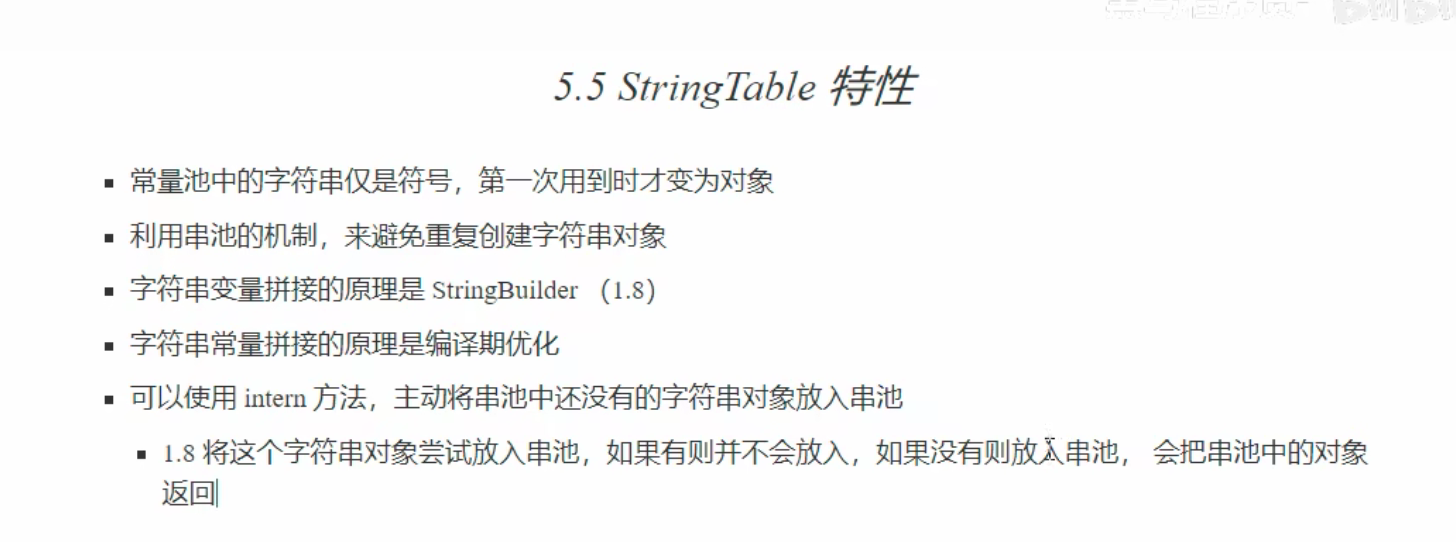 5.5 StringTable 特性
常量池中的字符串仅是符号，第一次用到时才变为对象
利用串池的机制，来避免重复创建字符串对象
字符串变量拼接的原理是 StringBuilder （1.8）
字符串常量拼接的原理是编译期优化
可以使用 intern 方法，主动将串池中还没有的字符串对象放入串池
1.8 将这个字符串对象尝试放入串池，如果有则并不会放入，如果没有则放入串池， 会把串池中的对象
返回